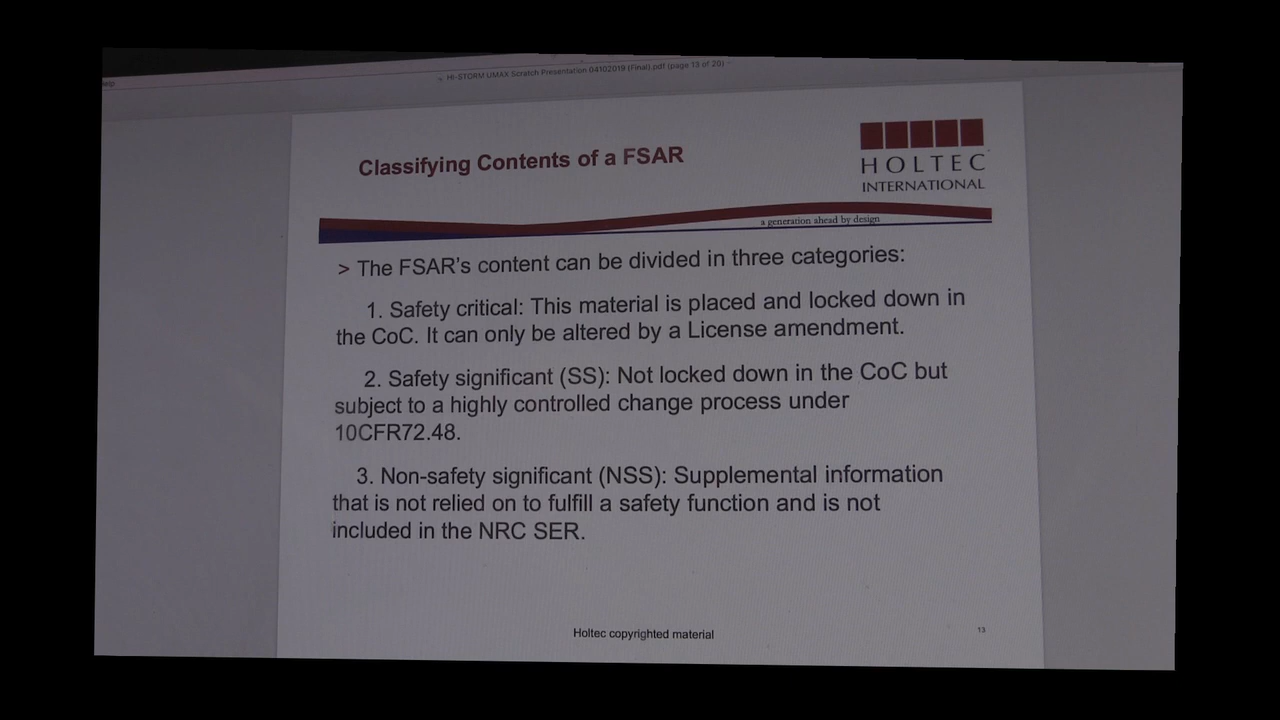 HI-STORM UMAX Scratch Presentation 04102019 (Final).pdf (page 13 of 20)
Classifying Contents of a FSAR
HOLTEC
INTERNATIONAL
a generation ahead by design
> The FSAR's content can be divided in three categories:
1. Safety critical: This material is placed and locked down in
the CoC. It can only be altered by a License amendment.
2. Safety significant (SS): Not locked down in the CoC but
subject to a highly controlled change process under
10CFR72.48.
3. Non-safety significant (NSS): Supplemental information
that is not relied on to fulfill a safety function and is not
included in the NRC SER.
Holtec copyrighted material
13